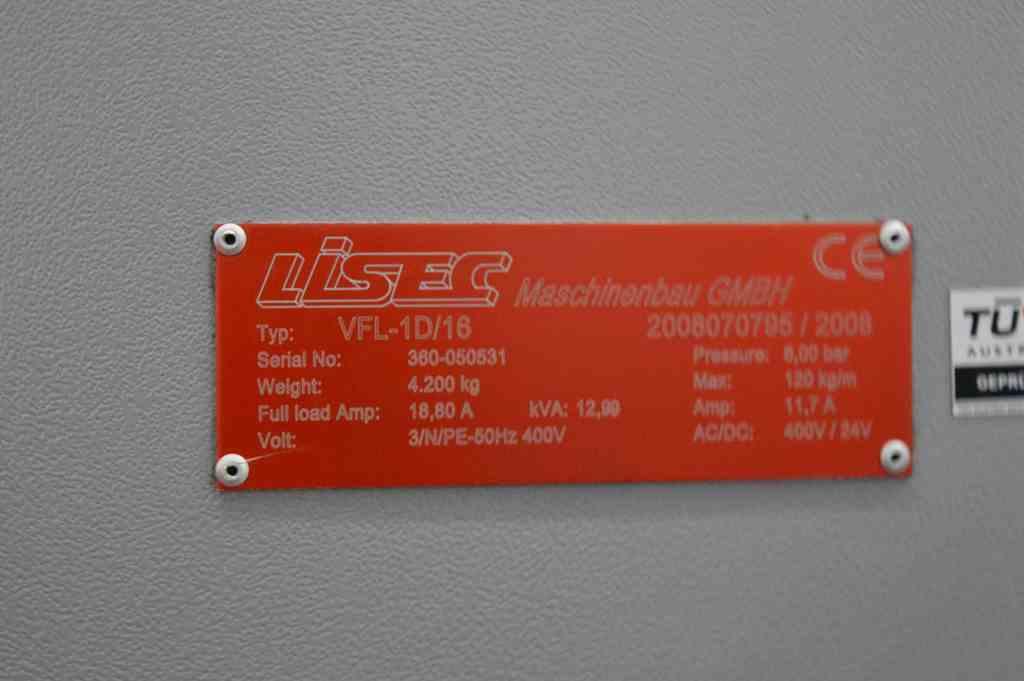 LiSEC Maschinenbau GMBH CE
Typ: VFL-1D/16 2008070795 / 2008
Serial No: 360-050531 Pressure: 6,00 bar
Weight: 4.200 kg Max: 120 kp/m
Full load Amp: 18,80 A kVA: 12,99 Amp: 11,7 A
Volt: 3/N/PE-50Hz 400V AC/DC: 400V / 24V
TÜ
AUSTR
GEPRÜ